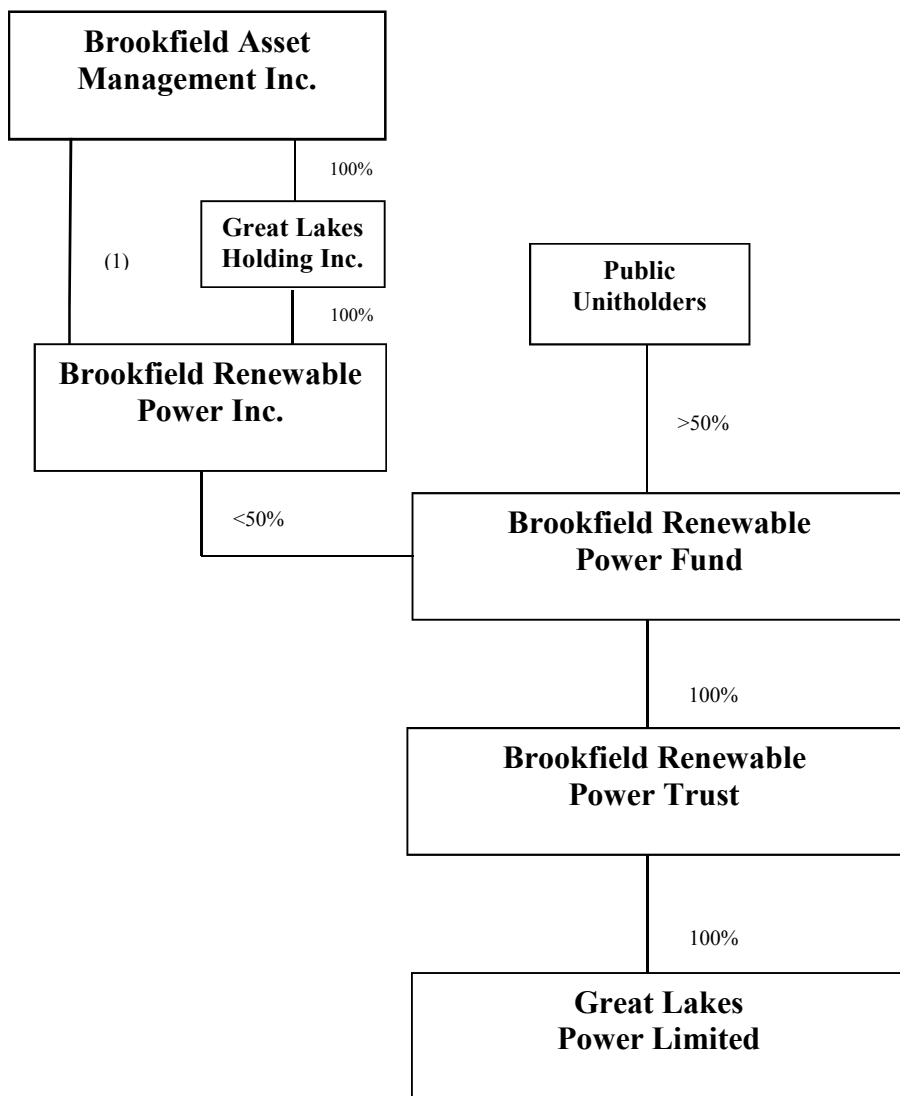 Brookfield Asset
Management Inc.
100%
Great Lakes
Holding Inc.
(1)
100%
Public
Unitholders
Brookfield Renewable
Power Inc.
>50%
<50%
Brookfield Renewable
Power Fund
100%
Brookfield Renewable
Power Trust
100%
Great Lakes
Power Limited